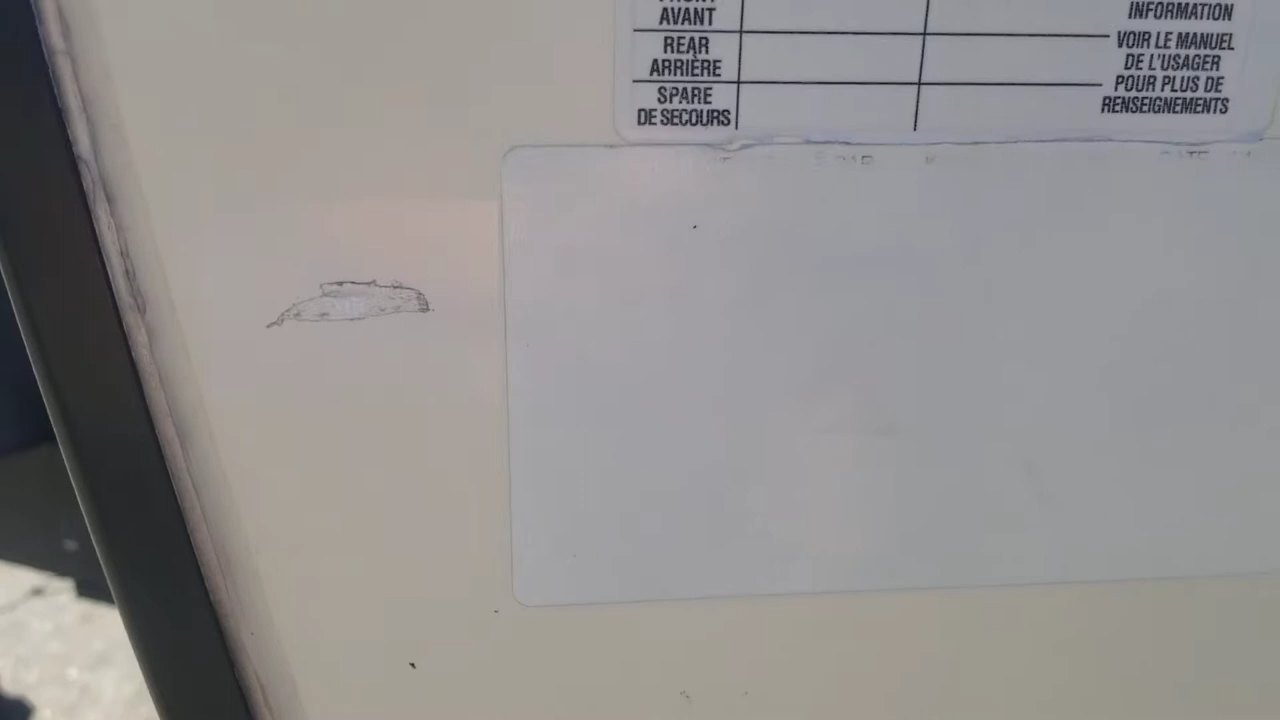 AVANT
REAR
ARRIÈRE
SPARE
DE SECOURS
INFORMATION
VOIR LE MANUEL
DE L'USAGER
POUR PLUS DE
RENSEIGNEMENTS